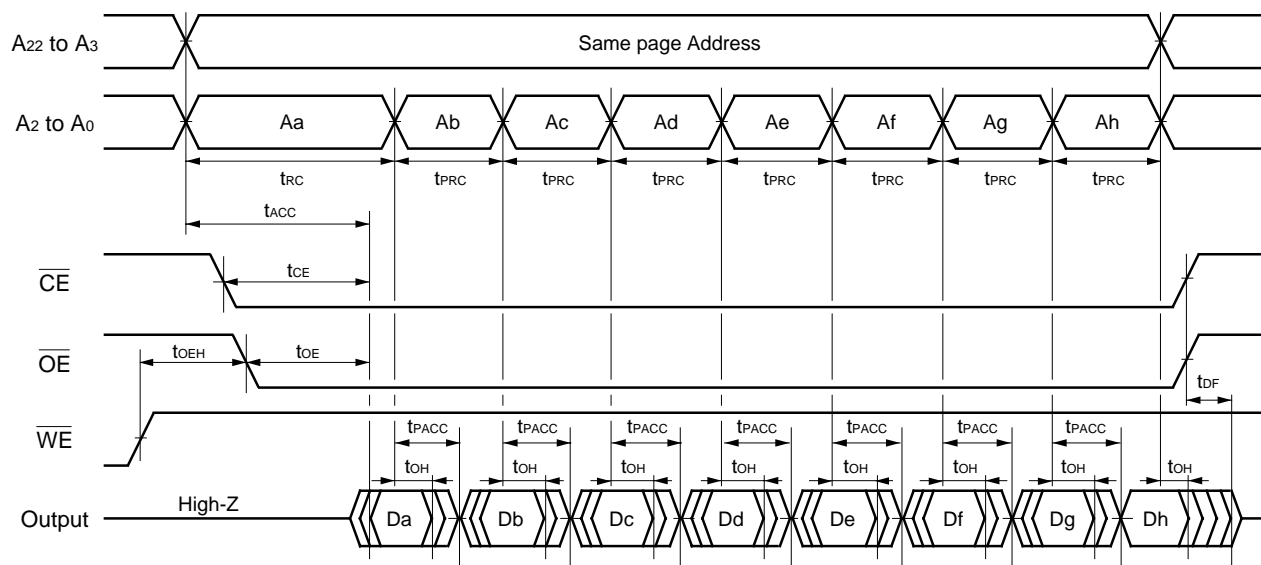 A22 to A3 Same page Address
A2 to A0 Aa Ab Ac Ad Ae Af Ag Ah
tRC tPRC tPRC tPRC tPRC tPRC tPRC tPRC
tACC
CE tCE
OE tOEH tOE
tDF
WE
tPACC tPACC tPACC tPACC tPACC tPACC tPACC
tOH tOH tOH tOH tOH tOH tOH tOH
Output High-Z Da Db Dc Dd De Df Dg Dh